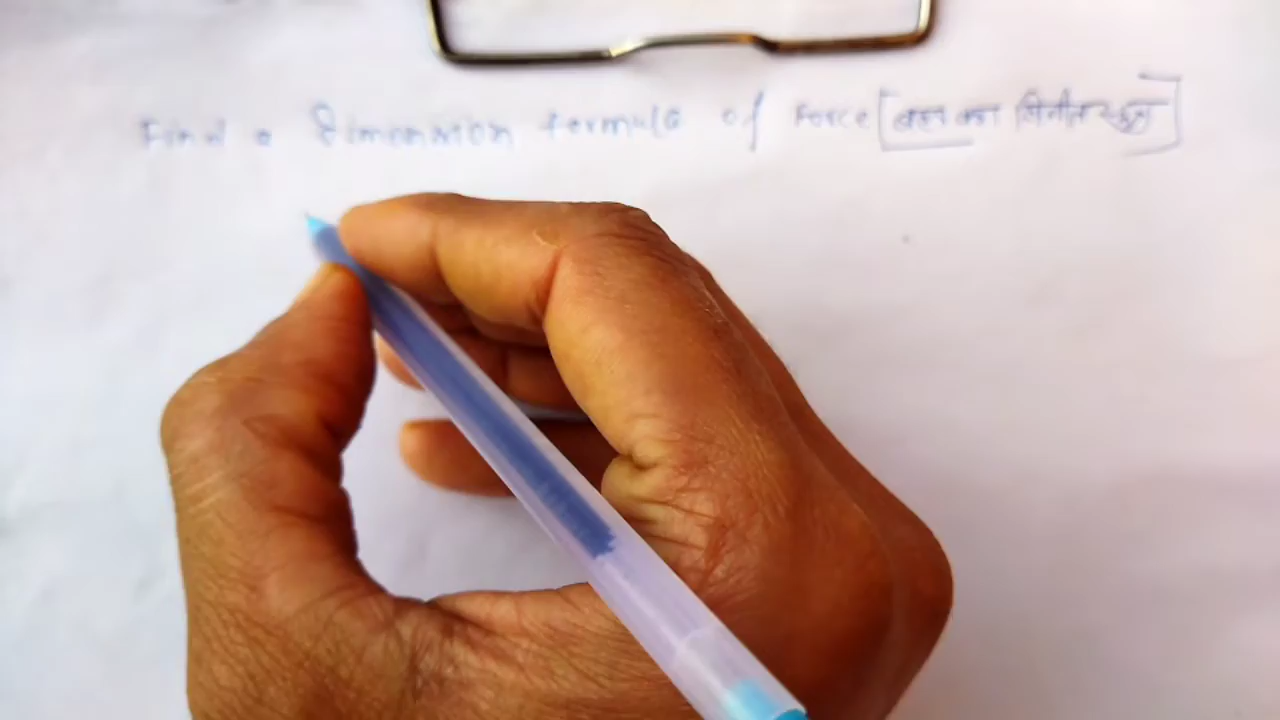 Find a Dimension formula of Force [बल का विमीय सूत्र]